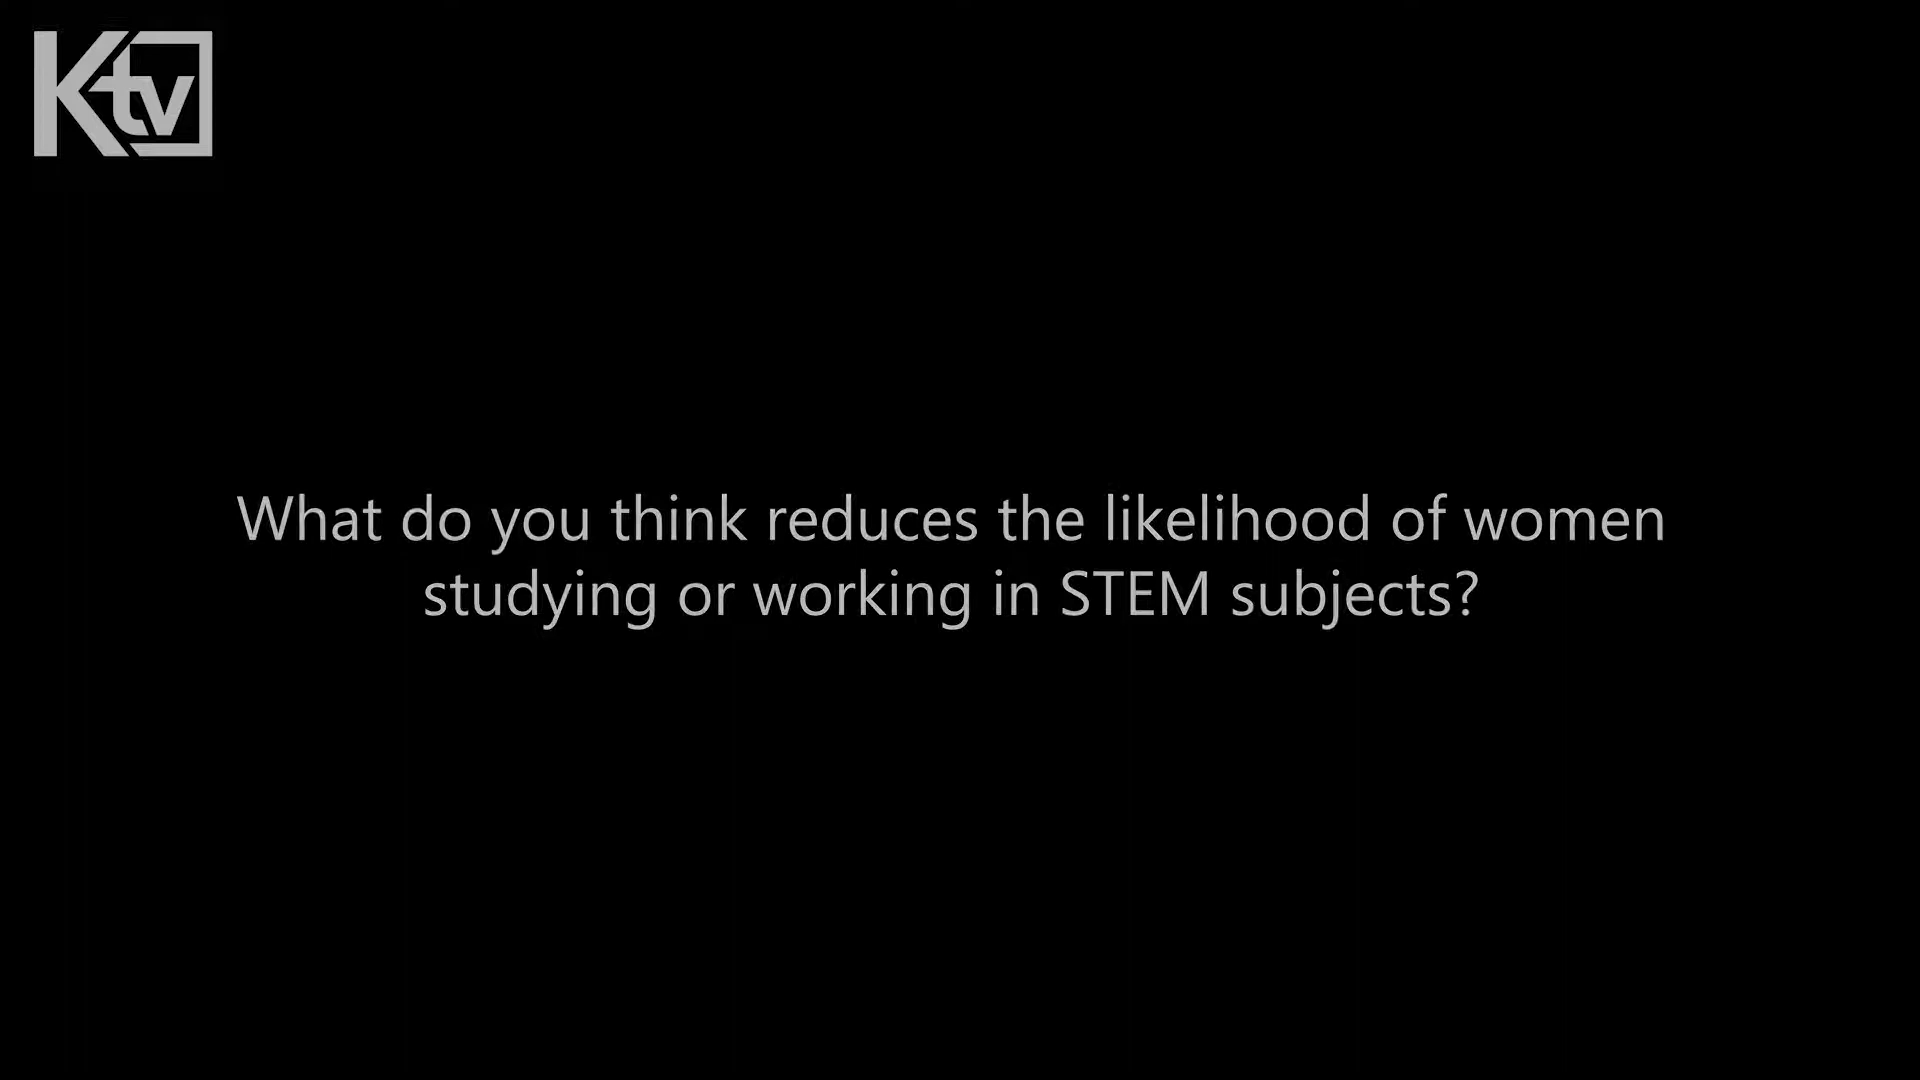 Ktv
What do you think reduces the likelihood of women
studying or working in STEM subjects?